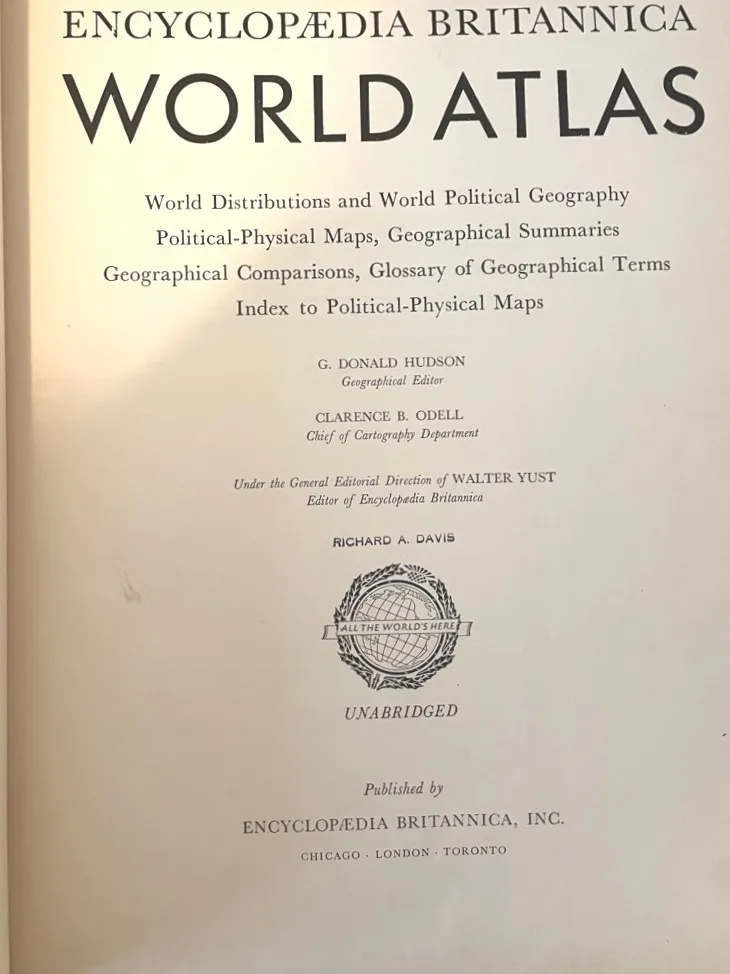 ENCYCLOPÆDIA BRITANNICA
WORLD ATLAS
World Distributions and World Political Geography
Political-Physical Maps, Geographical Summaries
Geographical Comparisons, Glossary of Geographical Terms
Index to Political-Physical Maps
G. DONALD HUDSON
Geographical Editor
CLARENCE B. ODELL
Chief of Cartography Department
Under the General Editorial Direction of WALTER YUST
Editor of Encyclopædia Britannica
RICHARD A. DAVIS
ALL THE WORLD'S HERE
UNABRIDGED
Published by
ENCYCLOPÆDIA BRITANNICA, INC.
CHICAGO · LONDON · TORONTO